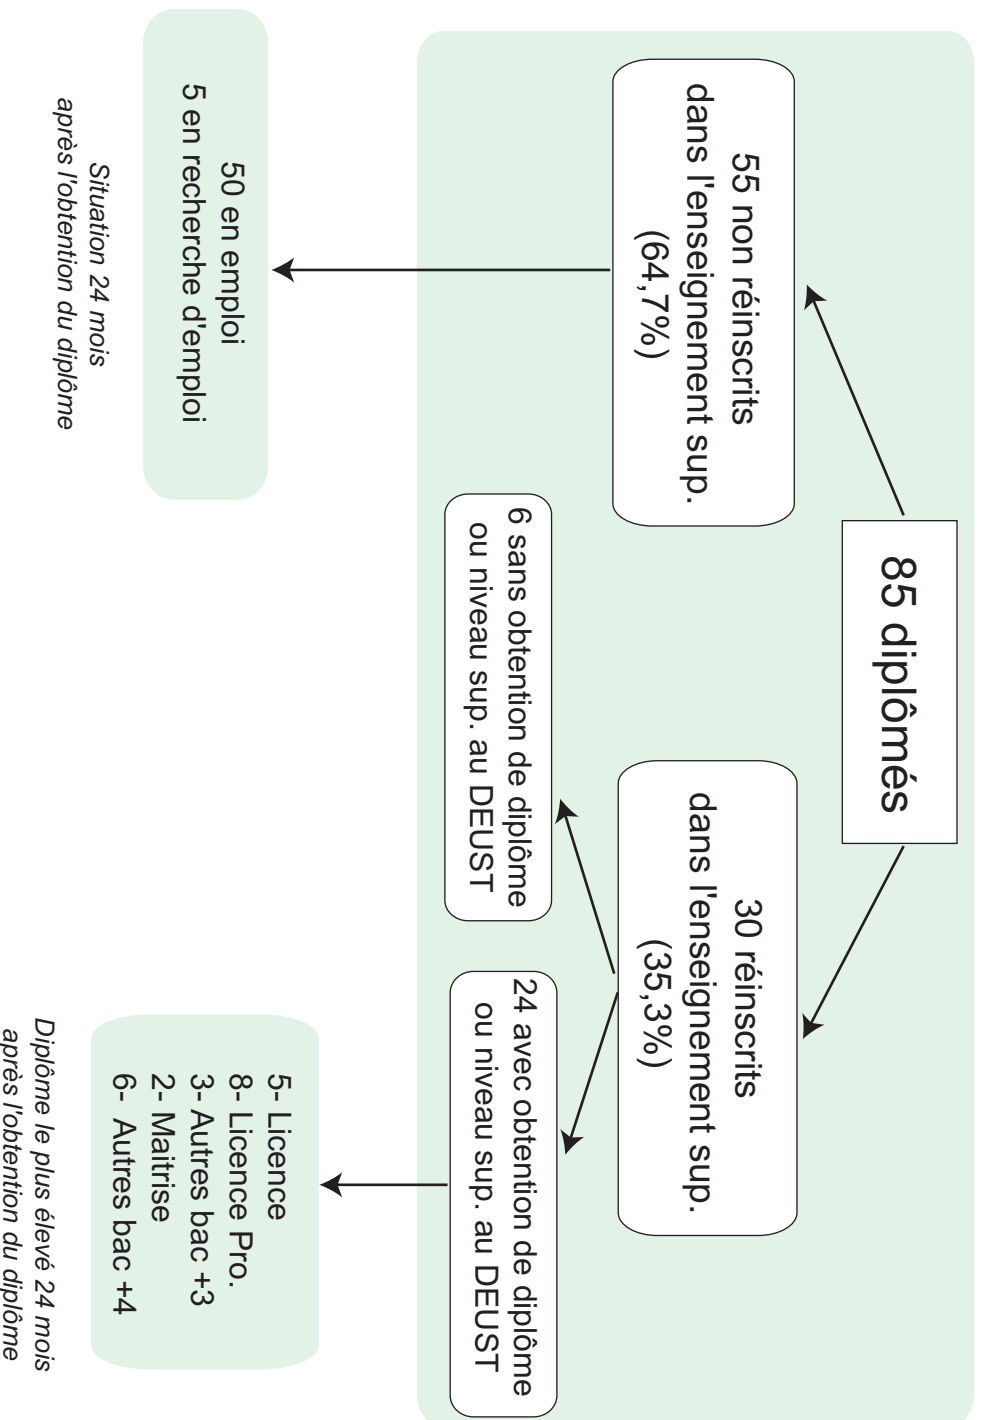 85 diplômés
55 non réinscrits
dans l'enseignement sup.
(64,7%)
30 réinscrits
dans l'enseignement sup.
(35,3%)
6 sans obtention de diplôme
ou niveau sup. au DEUST
24 avec obtention de diplôme
ou niveau sup. au DEUST
50 en emploi
5 en recherche d'emploi
Situation 24 mois
après l'obtention du diplôme
5- Licence
8- Licence Pro.
3- Autres bac +3
2- Maitrise
6- Autres bac +4
Diplôme le plus élevé 24 mois
après l'obtention du diplôme